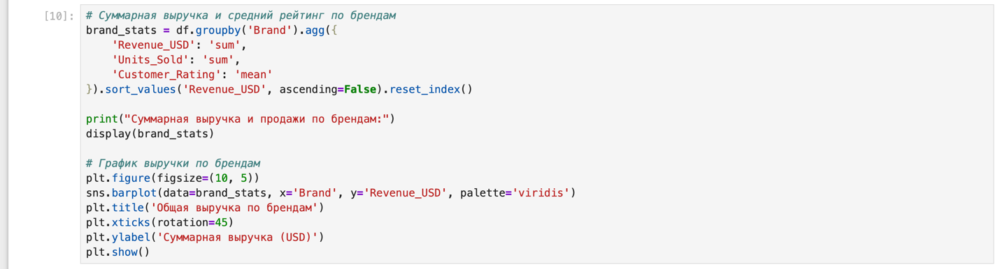 [10]:
# Суммарная выручка и средний рейтинг по брендам
brand_stats = df.groupby('Brand').agg({
    'Revenue_USD': 'sum',
    'Units_Sold': 'sum',
    'Customer_Rating': 'mean'
}).sort_values('Revenue_USD', ascending=False).reset_index()

print("Суммарная выручка и продажи по брендам:")
display(brand_stats)

# График выручки по брендам
plt.figure(figsize=(10, 5))
sns.barplot(data=brand_stats, x='Brand', y='Revenue_USD', palette='viridis')
plt.title('Общая выручка по брендам')
plt.xticks(rotation=45)
plt.ylabel('Суммарная выручка (USD)')
plt.show()